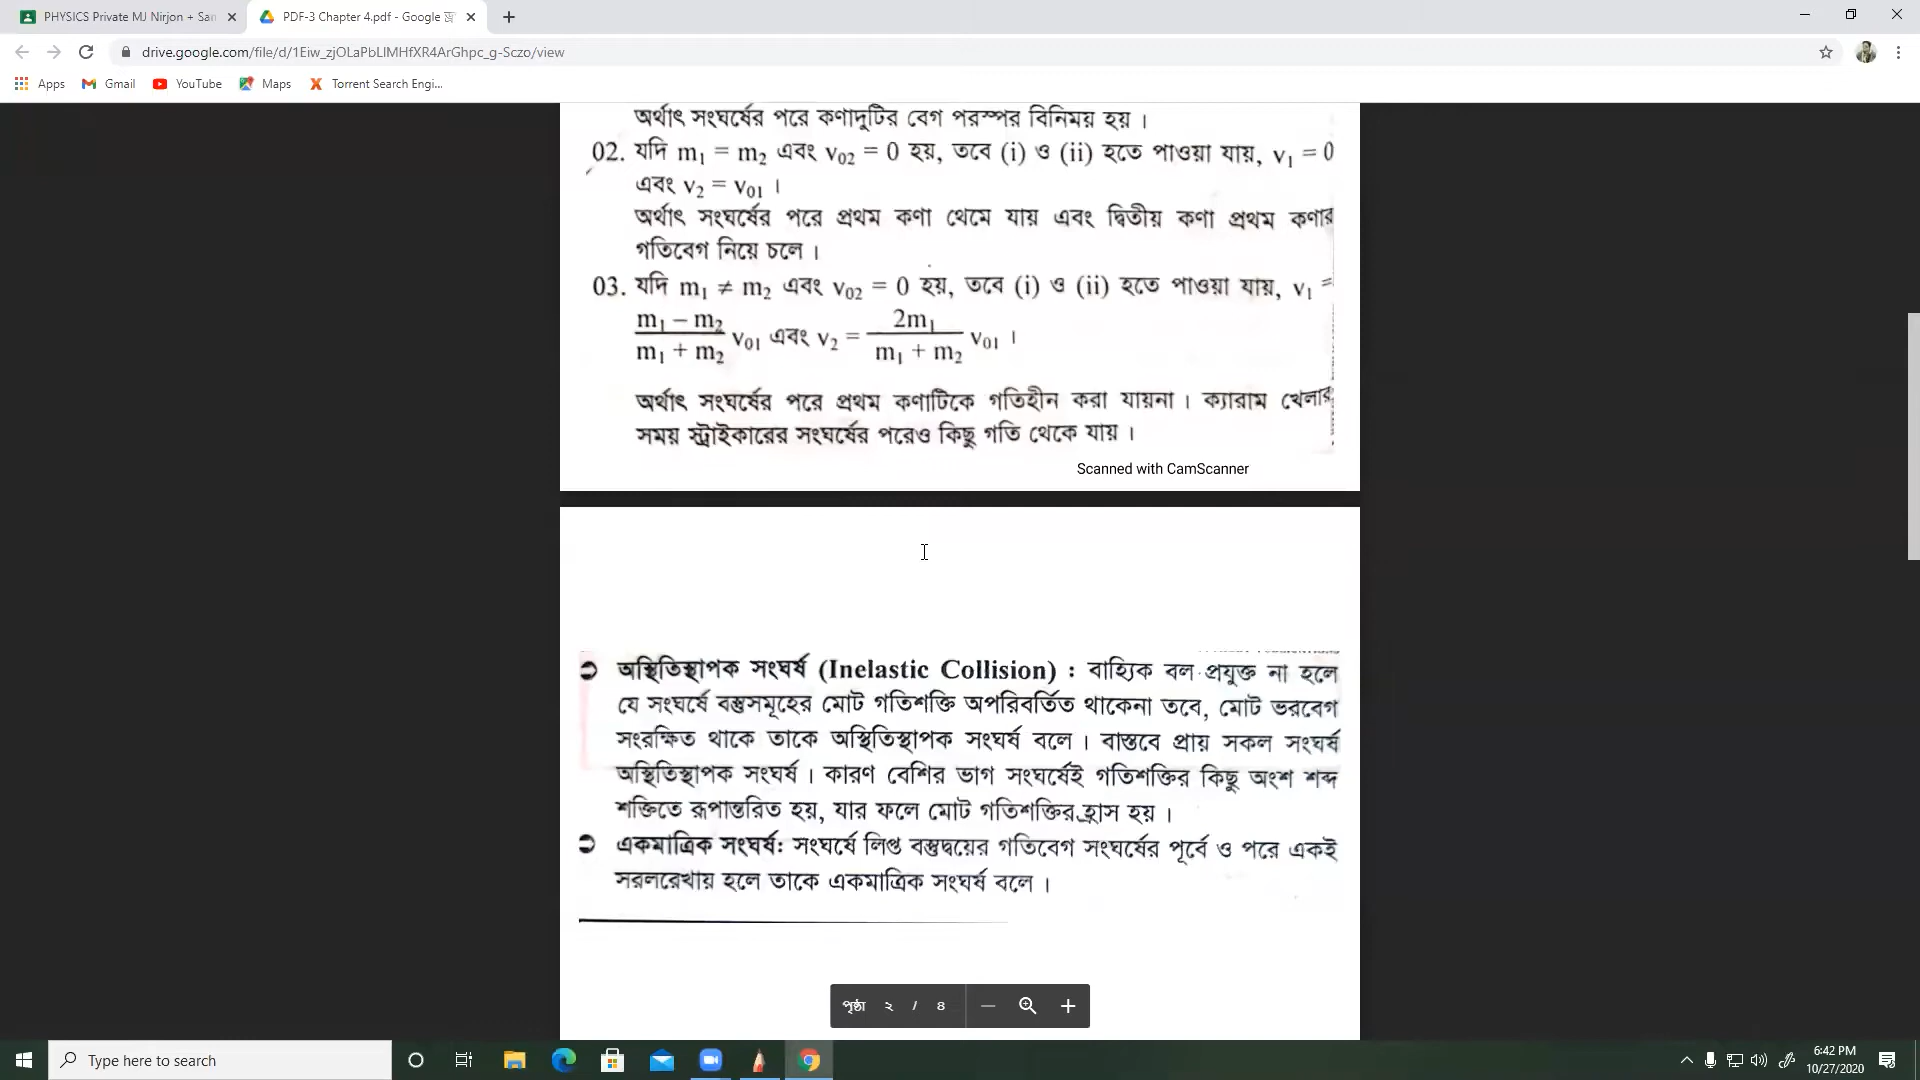 PHYSICS Private MJ Nirjon + San
PDF-3 Chapter 4.pdf - Google
drive.google.com/file/d/1Eiw_zjOLaPbLlMHfXR4ArGhpc_g-Sczo/view
Apps Gmail YouTube Maps Torrent Search Engi...
অর্থাৎ সংঘর্ষের পরে কণাদুটির বেগ পরস্পর বিনিময় হয়।
02. যদি m₁ = m₂ এবং v₀₂ = 0 হয়, তবে (i) ও (ii) হতে পাওয়া যায়, v₁ = 0
এবং v₂ = v₀₁ ।
অর্থাৎ সংঘর্ষের পরে প্রথম কণা থেমে যায় এবং দ্বিতীয় কণা প্রথম কণার
গতিবেগ নিয়ে চলে।
03. যদি m₁ ≠ m₂ এবং v₀₂ = 0 হয়, তবে (i) ও (ii) হতে পাওয়া যায়, v₁ =
m₁ − m₂ / m₁ + m₂ v₀₁ এবং v₂ = 2m₁ / m₁ + m₂ v₀₁ ।
অর্থাৎ সংঘর্ষের পরে প্রথম কণাটিকে গতিহীন করা যায়না। ক্যারাম খেলার
সময় স্ট্রাইকারের সংঘর্ষের পরেও কিছু গতি থেকে যায়।
Scanned with CamScanner
অস্থিতিস্থাপক সংঘর্ষ (Inelastic Collision) : বাহ্যিক বল প্রযুক্ত না হলে
যে সংঘর্ষে বস্তুসমূহের মোট গতিশক্তি অপরিবর্তিত থাকেনা তবে, মোট ভরবেগ
সংরক্ষিত থাকে তাকে অস্থিতিস্থাপক সংঘর্ষ বলে। বাস্তবে প্রায় সকল সংঘর্ষ
অস্থিতিস্থাপক সংঘর্ষ। কারণ বেশির ভাগ সংঘর্ষেই গতিশক্তির কিছু অংশ শব্দ
শক্তিতে রূপান্তরিত হয়, যার ফলে মোট গতিশক্তির হ্রাস হয়।
একমাত্রিক সংঘর্ষ: সংঘর্ষে লিপ্ত বস্তুদ্বয়ের গতিবেগ সংঘর্ষের পূর্বে ও পরে একই
সরলরেখায় হলে তাকে একমাত্রিক সংঘর্ষ বলে।
পৃষ্ঠা ২ / ৪
Type here to search
6:42 PM
10/27/2020